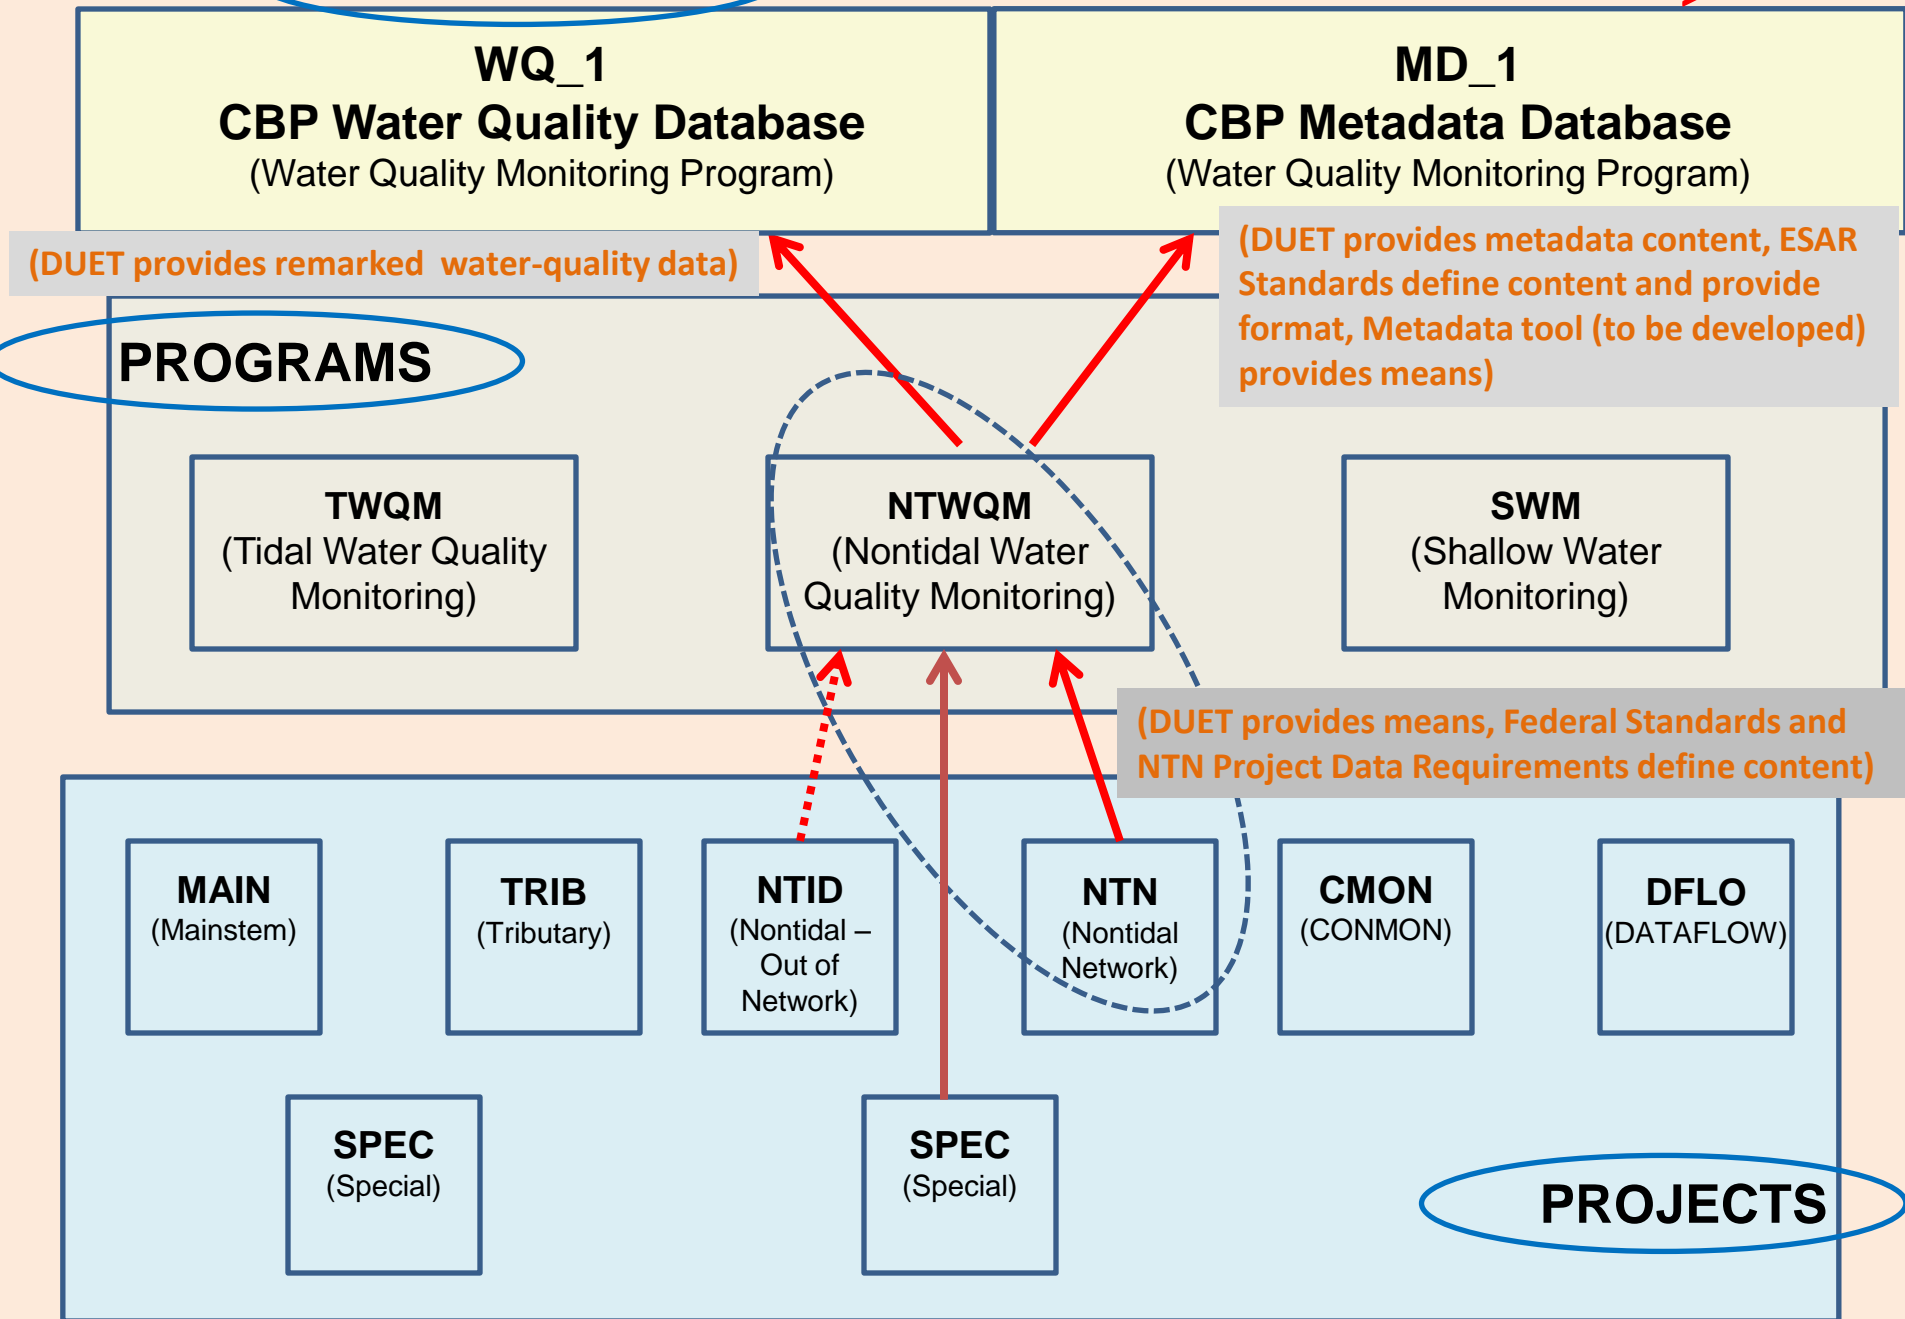 WQ_1
CBP Water Quality Database
(Water Quality Monitoring Program)
MD_1
CBP Metadata Database
(Water Quality Monitoring Program)
(DUET provides remarked  water-quality data)
(DUET provides metadata content, ESAR
Standards define content and provide
format, Metadata tool (to be developed)
provides means)
PROGRAMS
TWQM
(Tidal Water Quality
Monitoring)
NTWQM
(Nontidal Water
Quality Monitoring)
SWM
(Shallow Water
Monitoring)
(DUET provides means, Federal Standards and
NTN Project Data Requirements define content)
MAIN
(Mainstem)
TRIB
(Tributary)
NTID
(Nontidal –
Out of
Network)
NTN
(Nontidal
Network)
CMON
(CONMON)
DFLO
(DATAFLOW)
SPEC
(Special)
SPEC
(Special)
PROJECTS